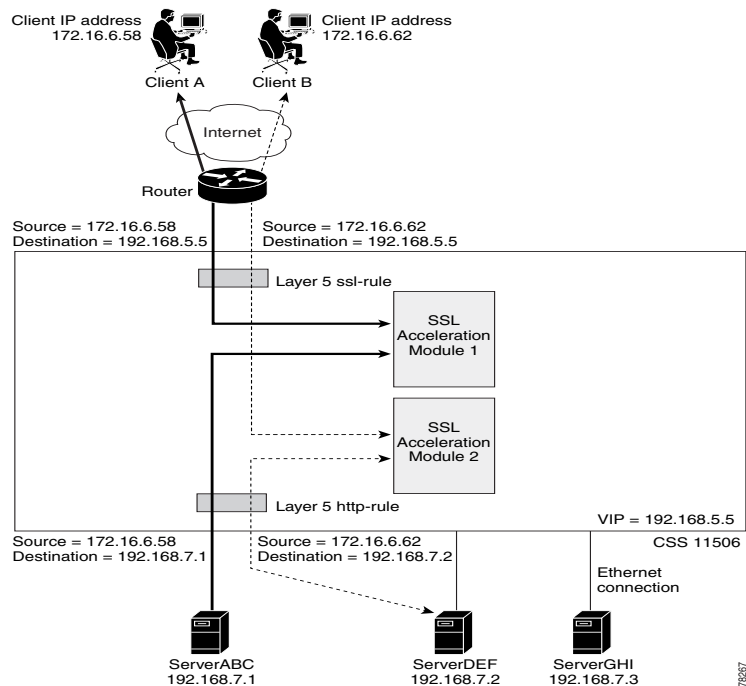 Client IP address
172.16.6.58
Client IP address
172.16.6.62
Client A
Client B
Internet
Router
Source = 172.16.6.58
Destination = 192.168.5.5
Source = 172.16.6.62
Destination = 192.168.5.5
Layer 5 ssl-rule
SSL
Acceleration
Module 1
SSL
Acceleration
Module 2
Layer 5 http-rule
VIP = 192.168.5.5
Source = 172.16.6.58
Destination = 192.168.7.1
Source = 172.16.6.62
Destination = 192.168.7.2
CSS 11506
Ethernet
connection
ServerABC
192.168.7.1
ServerDEF
192.168.7.2
ServerGHI
192.168.7.3
78267